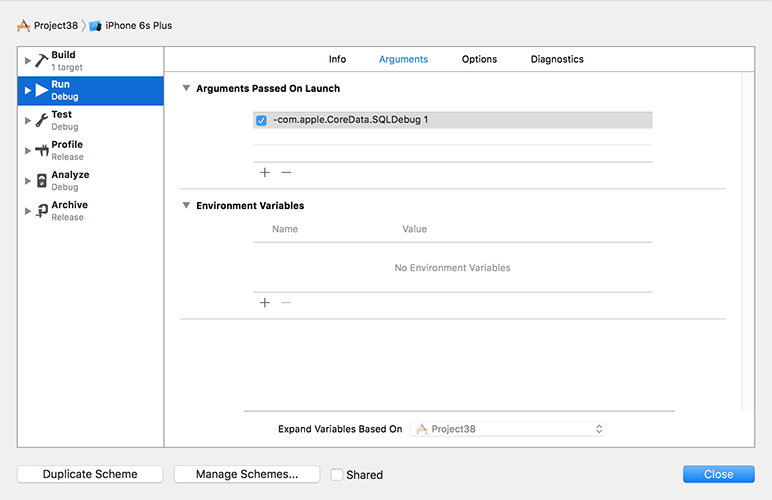 Project38 〉 iPhone 6s Plus
Build
1 target
Run
Debug
Test
Debug
Profile
Release
Analyze
Debug
Archive
Release
Info Arguments Options Diagnostics
Arguments Passed On Launch
-com.apple.CoreData.SQLDebug 1
+ −
Environment Variables
Name Value
No Environment Variables
+ −
Expand Variables Based On Project38
Duplicate Scheme Manage Schemes... Shared Close